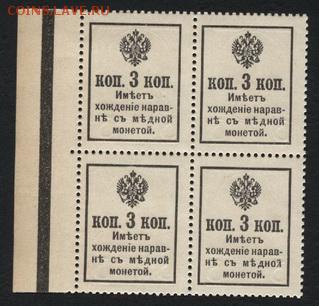 COINSS.LAVE.RU
КОП. 3 КОП.
Имѣетъ
хожденіе нарав-
нѣ съ мѣдной
монетой.
КОП. 3 КОП.
Имѣетъ
хожденіе нарав-
нѣ съ мѣдной
монетой.
КОП. 3 КОП.
Имѣетъ
хожденіе нарав-
нѣ съ мѣдной
монетой.
КОП. 3 КОП.
Имѣетъ
хожденіе нарав-
нѣ съ мѣдной
монетой.